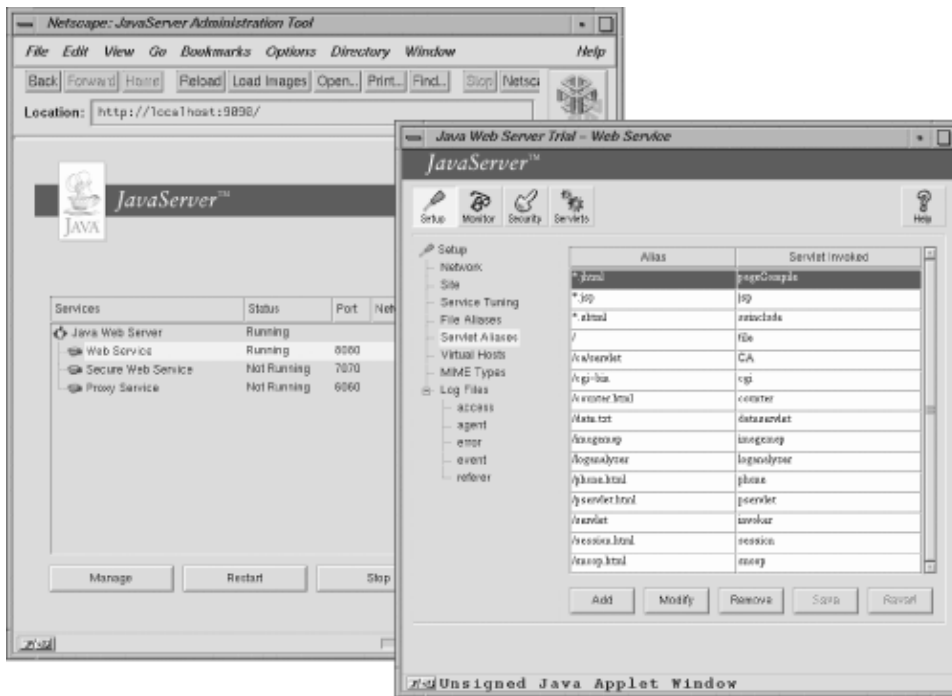 Netscape: JavaServer Administration Tool
File Edit View Go Bookmarks Options Directory Window Help
Back Forward Home Reload Load Images Open... Print... Find... Stop Netsca
Location: http://localhost:9090/
JAVA
JavaServer™
Services Status Port Net
Java Web Server Running
Web Service Running 8080
Secure Web Service Not Running 7070
Proxy Service Not Running 6060
Manage Restart Stop
Java Web Server Trial - Web Service
JavaServer™
Setup Monitor Security Servlets Help
Setup
Network
Site
Service Tuning
File Aliases
Servlet Aliases
Virtual Hosts
MIME Types
Log Files
access
agent
error
event
referer
Alias Servlet Invoked
*.jhtml pageCompile
*.jsp jsp
*.shtml ssinclude
/ file
/ca/servlet CA
/cgi-bin cgi
/counter.html counter
/data.txt dataservlet
/imagemap imagemap
/loganalyzer loganalyzer
/phone.html phone
/pservlet.html pservlet
/servlet invoker
/session.html session
/snoop.html snoop
Add Modify Remove Save Revert
Unsigned Java Applet Window